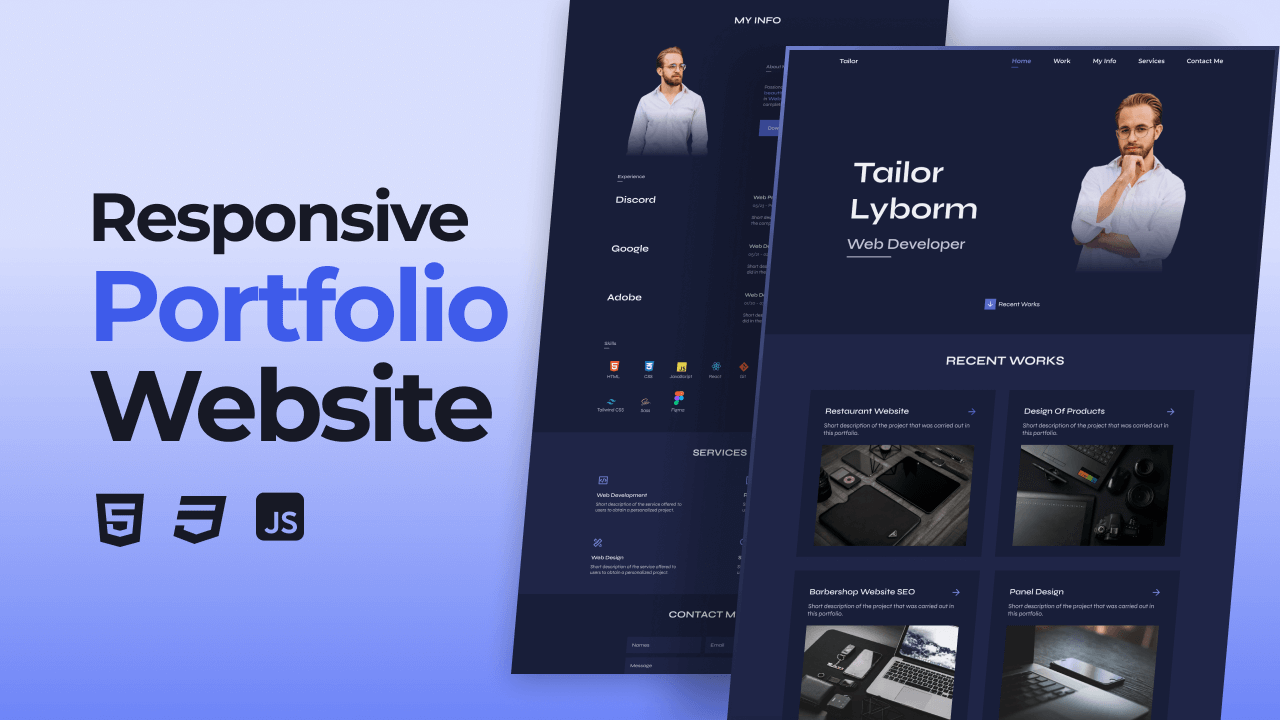 Responsive
Portfolio
Website
JS
MY INFO
Experience
Discord
Google
Adobe
Skills
HTML
CSS
JavaScript
React
Git
Tailwind CSS
Sass
Figma
SERVICES
Web Development
Short description of the service offered to
users to obtain a personalized project
Web Design
Short description of the service offered to
users to obtain a personalized project
CONTACT M
Names
Email
Message
Tailor
Home
Work
My Info
Services
Contact Me
Tailor
Lyborm
Web Developer
Recent Works
RECENT WORKS
Restaurant Website
Short description of the project that was carried out in
this portfolio.
Design Of Products
Short description of the project that was carried out in
this portfolio.
Barbershop Website SEO
Short description of the project that was carried out in
this portfolio.
Panel Design
Short description of the project that was carried out in
this portfolio.